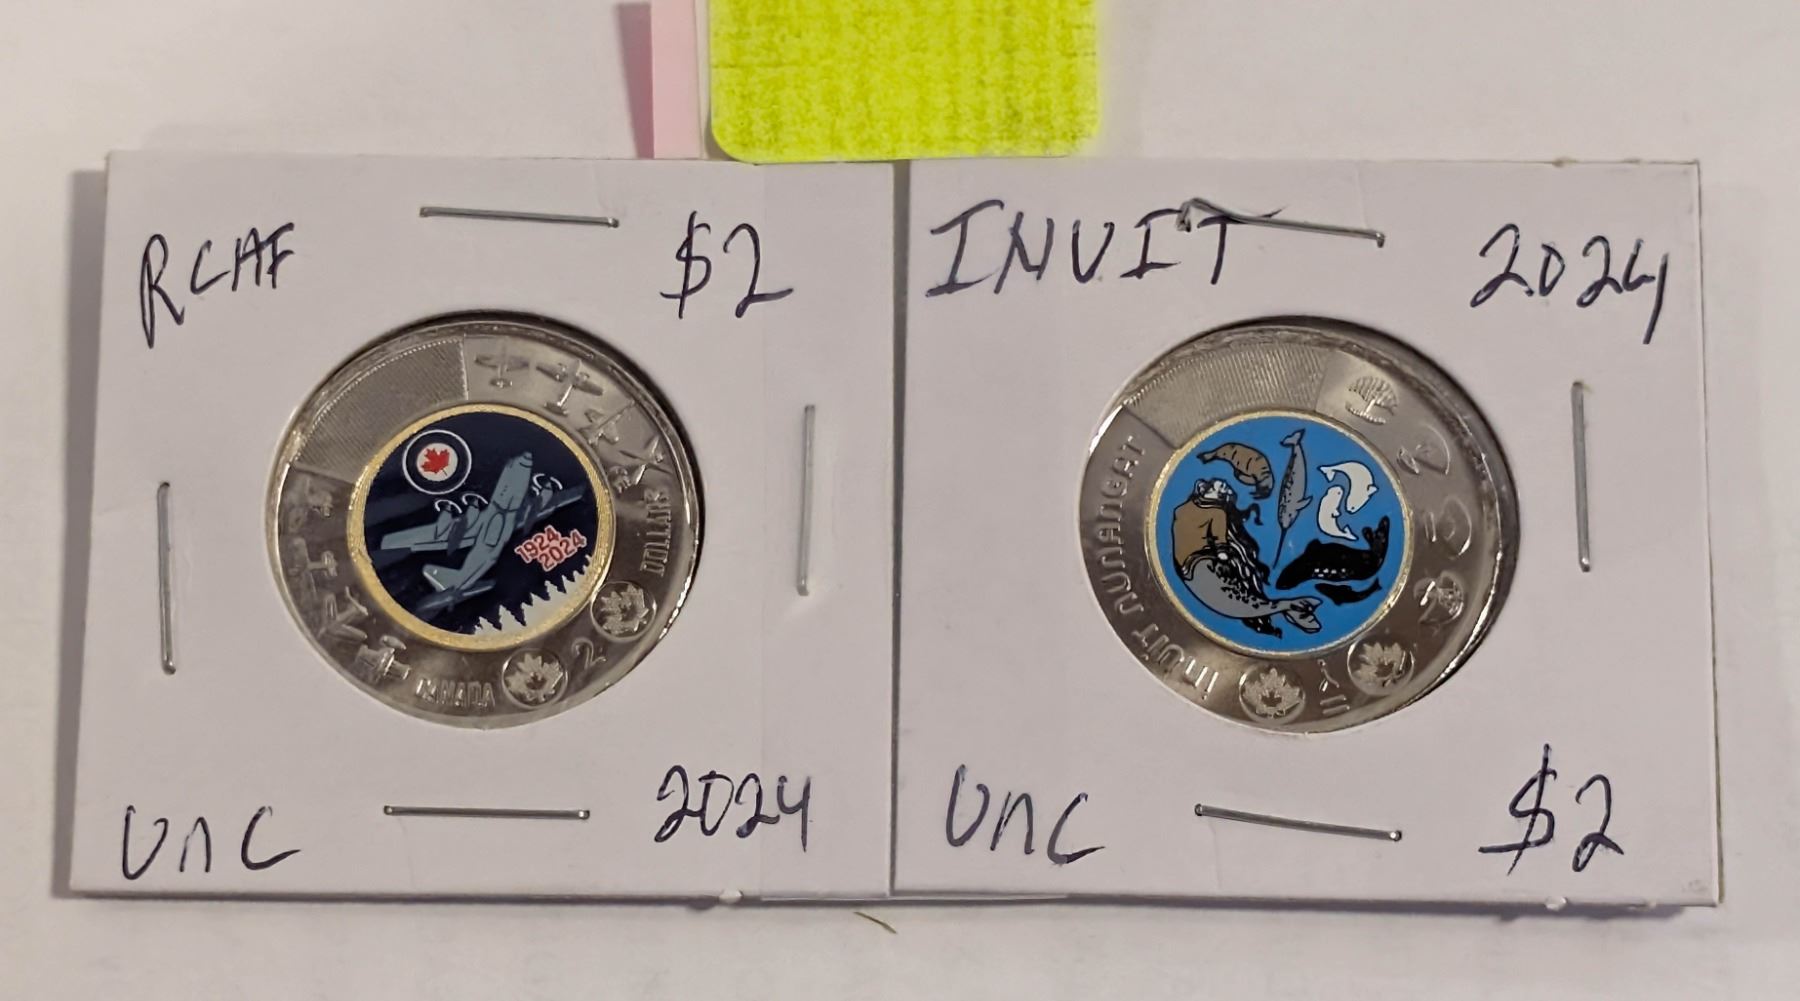 RCAF $2
1924
2024
DOLLARS
2
CANADA
UNC 2024
INUIT 2024
INUIT NUNANGAT
UNC $2